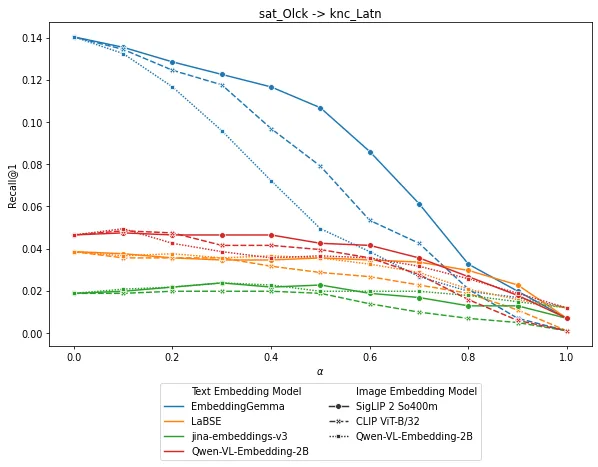 sat_Olck -> knc_Latn
0.14
0.12
0.10
0.08
0.06
0.04
0.02
0.00
Recall@1
0.0 0.2 0.4 0.6 0.8 1.0
α
Text Embedding Model Image Embedding Model
EmbeddingGemma SigLIP 2 So400m
LaBSE CLIP ViT-B/32
jina-embeddings-v3 Qwen-VL-Embedding-2B
Qwen-VL-Embedding-2B